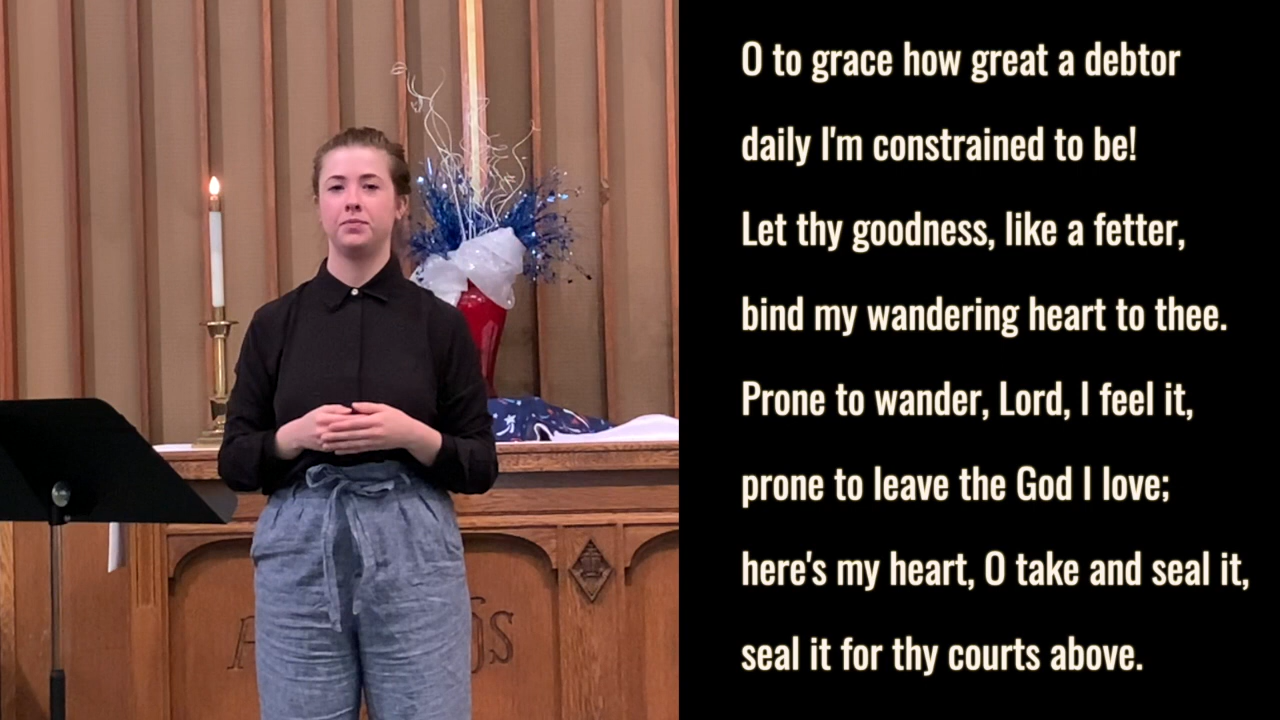 O to grace how great a debtor
daily I'm constrained to be!
Let thy goodness, like a fetter,
bind my wandering heart to thee.
Prone to wander, Lord, I feel it,
prone to leave the God I love;
here's my heart, O take and seal it,
seal it for thy courts above.